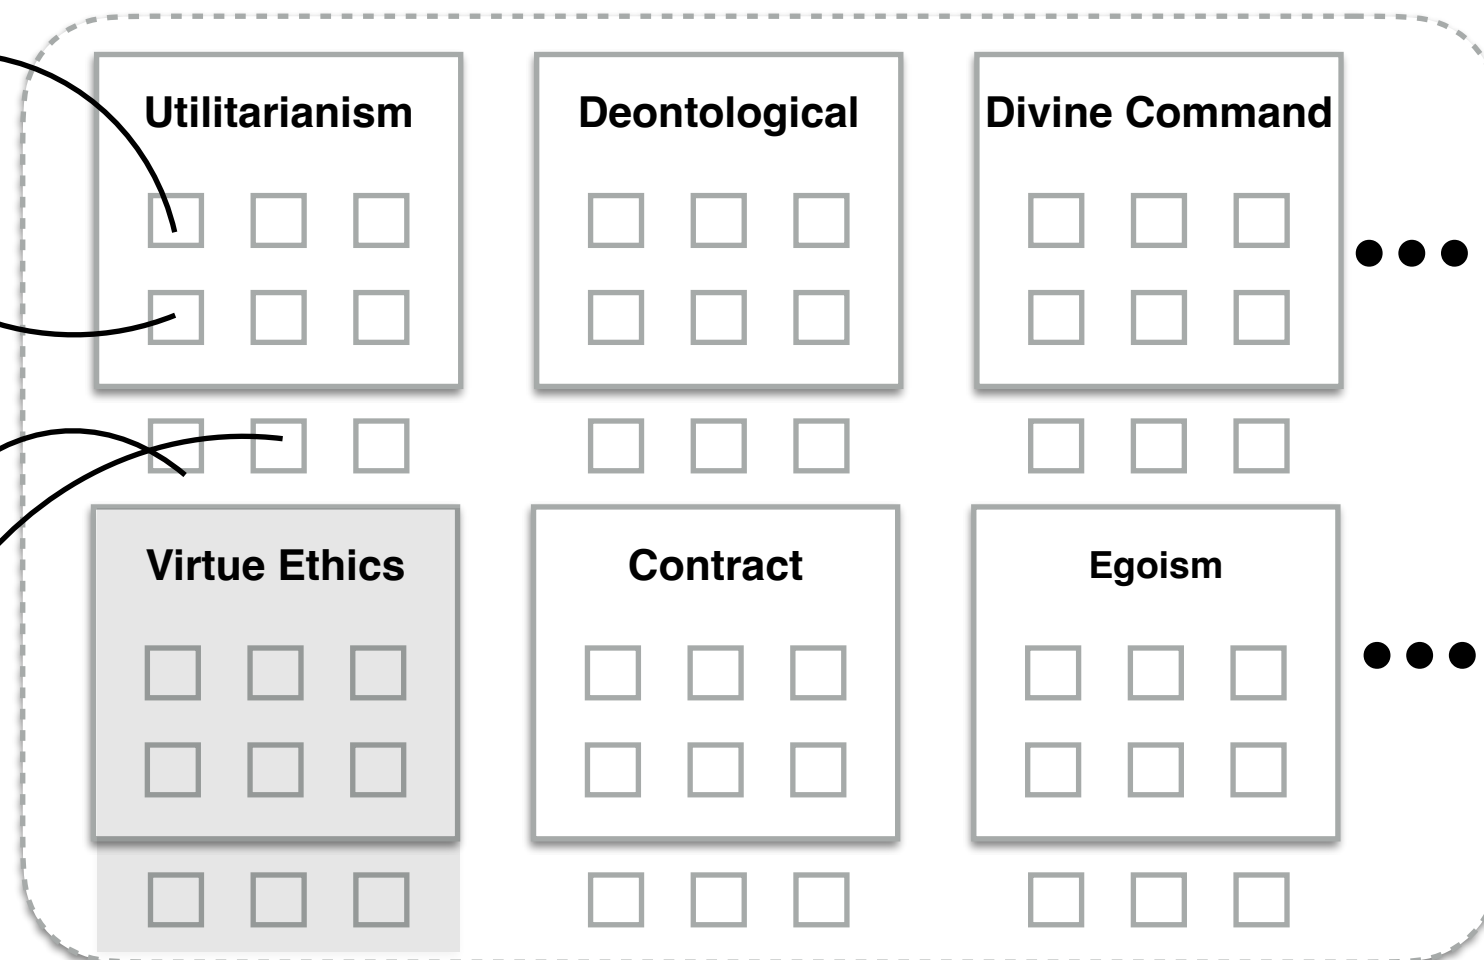 Utilitarianism
Deontological
Divine Command
Virtue Ethics
Contract
Egoism